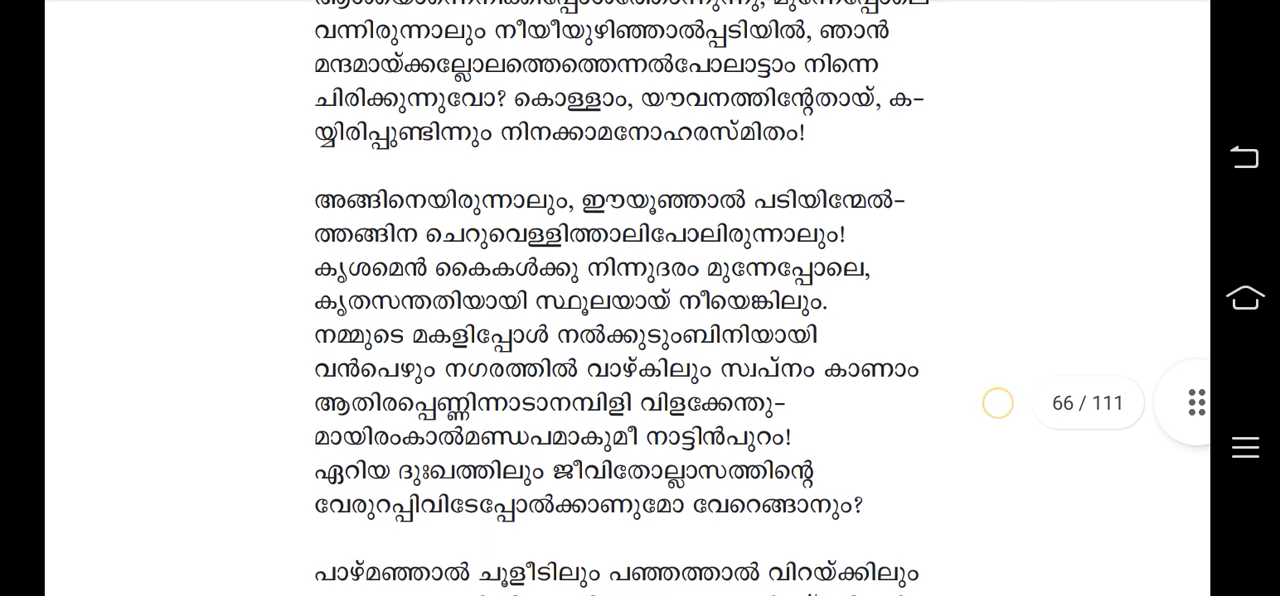 ആശയൊന്നെനിക്കിപ്പോൾത്തോന്നുന്നു, മുന്നേപ്പോലെ
വന്നിരുന്നാലും നീയീയുഴിഞ്ഞാൽപ്പടിയിൽ, ഞാൻ
മന്ദമായ്ക്കല്ലോലത്തെത്തെന്നൽപോലാട്ടാം നിന്നെ
ചിരിക്കുന്നുവോ? കൊള്ളാം, യൗവനത്തിന്റേതായ്, ക-
യ്യിരിപ്പുണ്ടിന്നും നിനക്കാമനോഹരസ്മിതം!
അങ്ങിനെയിരുന്നാലും, ഈയൂഞ്ഞാൽ പടിയിന്മേൽ-
ത്തങ്ങിന ചെറുവെള്ളിത്താലിപോലിരുന്നാലും!
കൃശമെൻ കൈകൾക്കു നിന്നുദരം മുന്നേപ്പോലെ,
കൃതസന്തതിയായി സ്ഥൂലയായ് നീയെങ്കിലും.
നമ്മുടെ മകളിപ്പോൾ നൽക്കുടുംബിനിയായി
വൻപെഴും നഗരത്തിൽ വാഴ്കിലും സ്വപ്നം കാണാം
ആതിരപ്പെണ്ണിന്നാടാനമ്പിളി വിളക്കേന്തു-
മായിരംകാൽമണ്ഡപമാകുമീ നാട്ടിൻപുറം!
ഏറിയ ദുഃഖത്തിലും ജീവിതോല്ലാസത്തിന്റെ
വേരുറപ്പിവിടേപ്പോൽക്കാണുമോ വേറെങ്ങാനും?
പാഴ്മഞ്ഞാൽ ചൂളീടിലും പഞ്ഞത്താൽ വിറയ്ക്കിലും
66 / 111